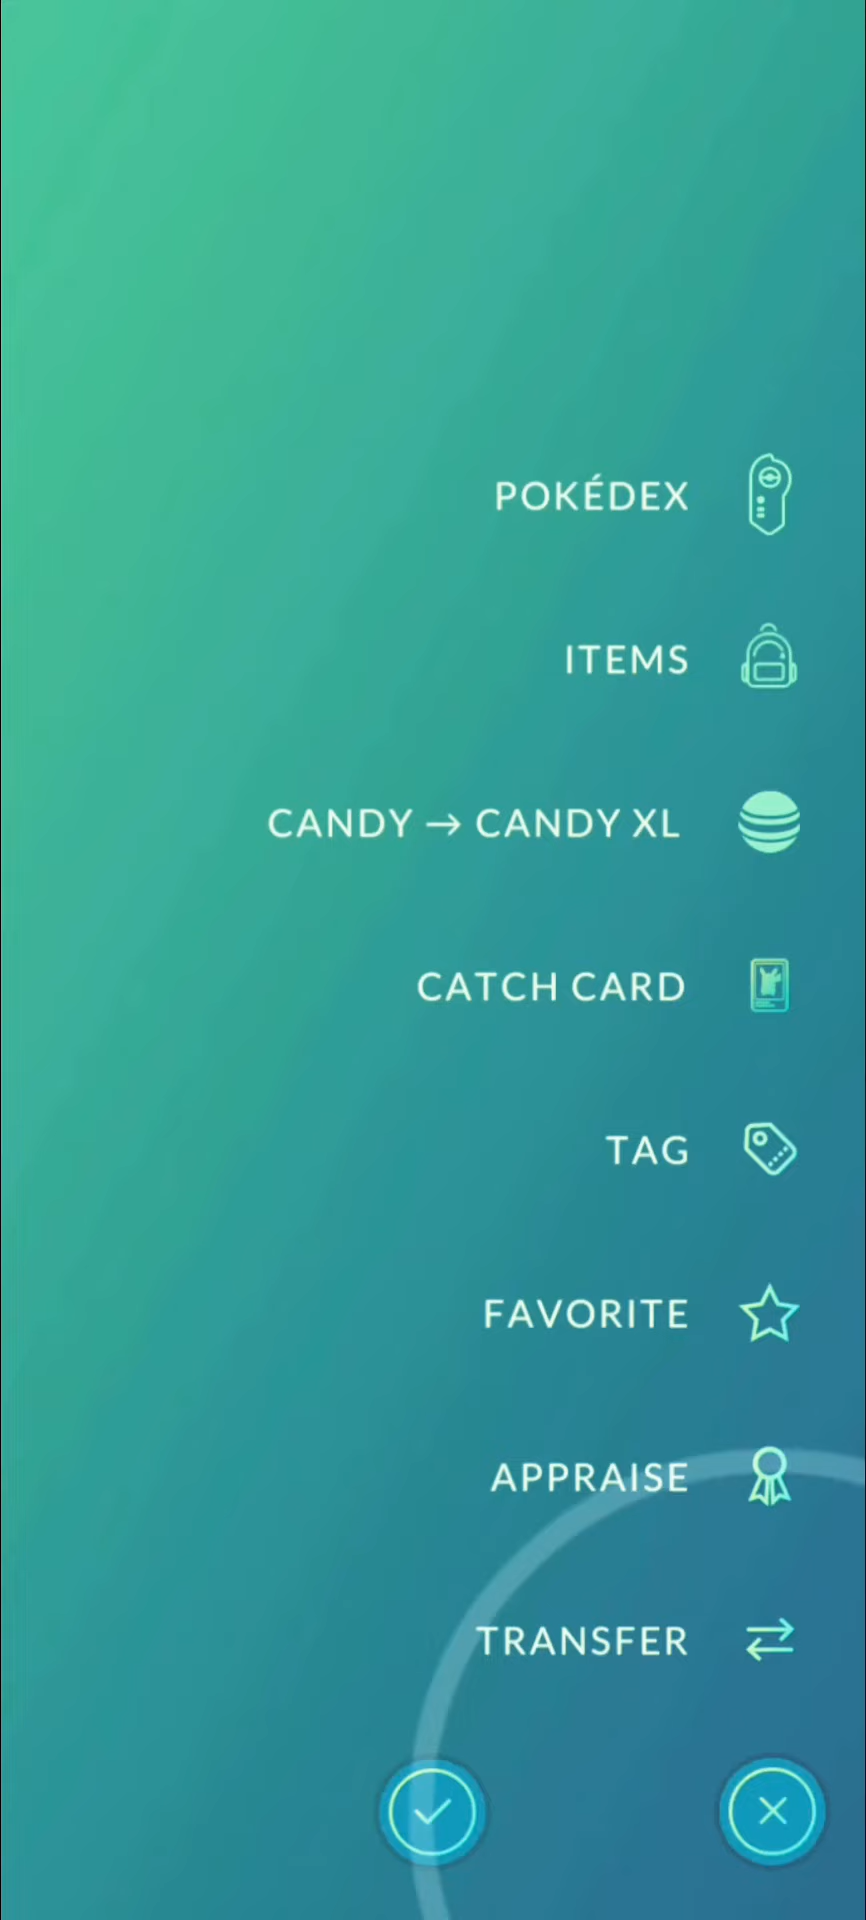 POKÉDEX
ITEMS
CANDY → CANDY XL
CATCH CARD
TAG
FAVORITE
APPRAISE
TRANSFER